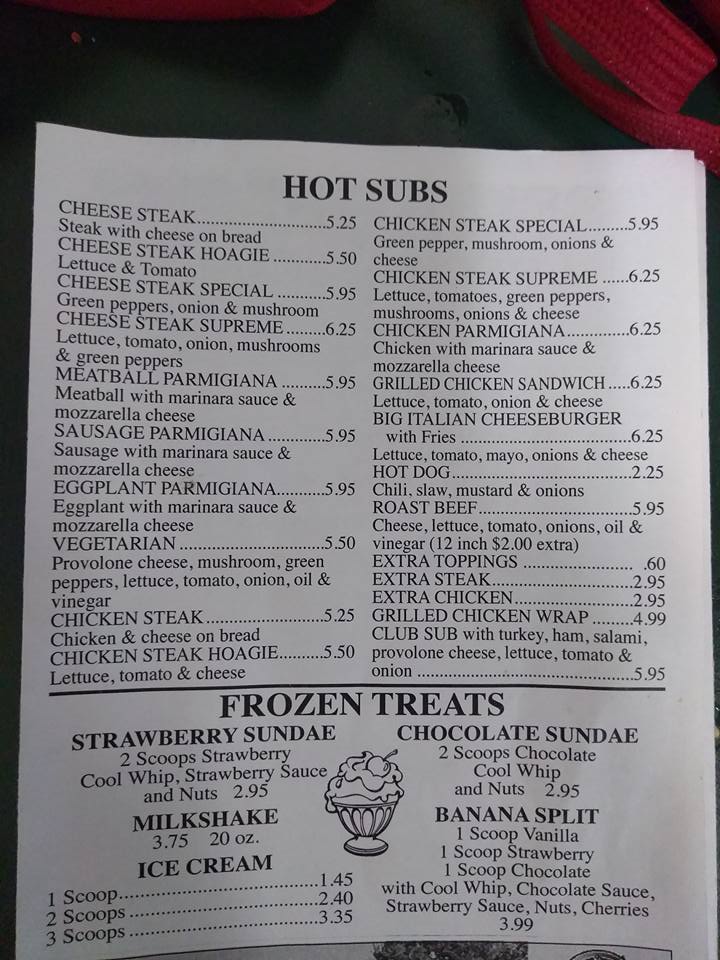 HOT SUBS
CHEESE STEAK..............................5.25
Steak with cheese on bread
CHEESE STEAK HOAGIE ............5.50
Lettuce & Tomato
CHEESE STEAK SPECIAL ...........5.95
Green peppers, onion & mushroom
CHEESE STEAK SUPREME .........6.25
Lettuce, tomato, onion, mushrooms
& green peppers
MEATBALL PARMIGIANA ..........5.95
Meatball with marinara sauce &
mozzarella cheese
SAUSAGE PARMIGIANA .............5.95
Sausage with marinara sauce &
mozzarella cheese
EGGPLANT PARMIGIANA...........5.95
Eggplant with marinara sauce &
mozzarella cheese
VEGETARIAN .................................5.50
Provolone cheese, mushroom, green
peppers, lettuce, tomato, onion, oil &
vinegar
CHICKEN STEAK ...........................5.25
Chicken & cheese on bread
CHICKEN STEAK HOAGIE..........5.50
Lettuce, tomato & cheese
CHICKEN STEAK SPECIAL.........5.95
Green pepper, mushroom, onions &
cheese
CHICKEN STEAK SUPREME ......6.25
Lettuce, tomatoes, green peppers,
mushrooms, onions & cheese
CHICKEN PARMIGIANA..............6.25
Chicken with marinara sauce &
mozzarella cheese
GRILLED CHICKEN SANDWICH .....6.25
Lettuce, tomato, onion & cheese
BIG ITALIAN CHEESEBURGER
with Fries ......................................6.25
Lettuce, tomato, mayo, onions & cheese
HOT DOG........................................2.25
Chili, slaw, mustard & onions
ROAST BEEF..................................5.95
Cheese, lettuce, tomato, onions, oil &
vinegar (12 inch $2.00 extra)
EXTRA TOPPINGS ........................ .60
EXTRA STEAK...............................2.95
EXTRA CHICKEN..........................2.95
GRILLED CHICKEN WRAP ........4.99
CLUB SUB with turkey, ham, salami,
provolone cheese, lettuce, tomato &
onion ................................................5.95
FROZEN TREATS
STRAWBERRY SUNDAE
2 Scoops Strawberry
Cool Whip, Strawberry Sauce
and Nuts 2.95
MILKSHAKE
3.75 20 oz.
ICE CREAM
1 Scoop.......................................1.45
2 Scoops .....................................2.40
3 Scoops .....................................3.35
CHOCOLATE SUNDAE
2 Scoops Chocolate
Cool Whip
and Nuts 2.95
BANANA SPLIT
1 Scoop Vanilla
1 Scoop Strawberry
1 Scoop Chocolate
with Cool Whip, Chocolate Sauce,
Strawberry Sauce, Nuts, Cherries
3.99